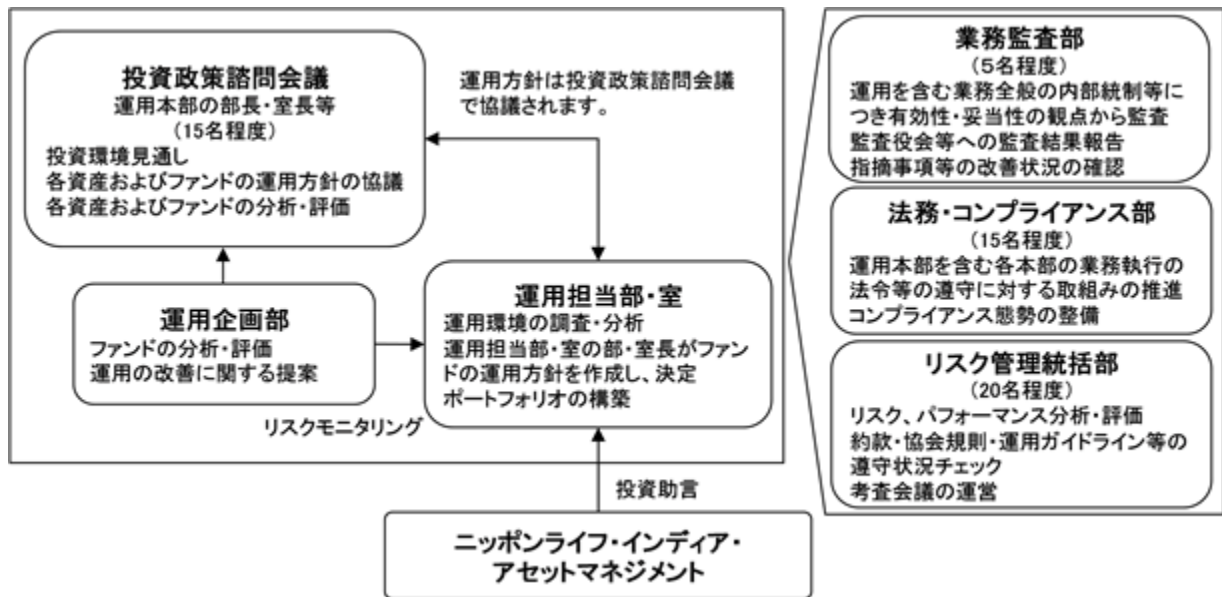 投資政策諮問会議
運用本部の部長・室長等
(15名程度)
投資環境見通し
各資産およびファンドの運用方針の協議
各資産およびファンドの分析・評価
運用方針は投資政策諮問会議
で協議されます。
運用企画部
ファンドの分析・評価
運用の改善に関する提案
リスクモニタリング
運用担当部・室
運用環境の調査・分析
運用担当部・室の部・室長がファン
ドの運用方針を作成し、決定
ポートフォリオの構築
投資助言
ニッポンライフ・インディア・
アセットマネジメント
業務監査部
(5名程度)
運用を含む業務全般の内部統制等に
つき有効性・妥当性の観点から監査
監査役会等への監査結果報告
指摘事項等の改善状況の確認
法務・コンプライアンス部
(15名程度)
運用本部を含む各本部の業務執行の
法令等の遵守に対する取組みの推進
コンプライアンス態勢の整備
リスク管理統括部
(20名程度)
リスク、パフォーマンス分析・評価
約款・協会規則・運用ガイドライン等の
遵守状況チェック
考査会議の運営